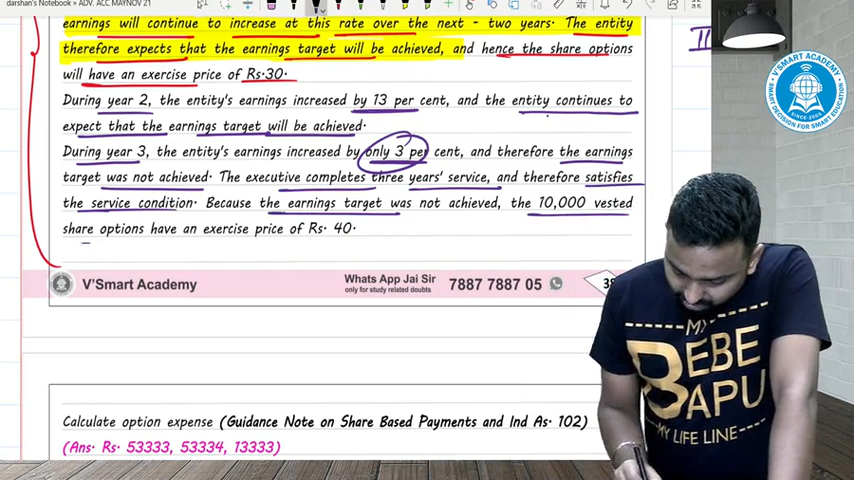 darshan's Notebook » ADV. ACC MAYNOV 21
earnings will continue to increase at this rate over the next - two years. The entity
therefore expects that the earnings target will be achieved, and hence the share options
will have an exercise price of Rs.30.
During year 2, the entity's earnings increased by 13 per cent, and the entity continues to
expect that the earnings target will be achieved.
During year 3, the entity's earnings increased by only 3 per cent, and therefore the earnings
target was not achieved. The executive completes three years' service, and therefore satisfies
the service condition. Because the earnings target was not achieved, the 10,000 vested
share options have an exercise price of Rs. 40.
V'Smart Academy
Whats App Jai Sir
only for study related doubts
7887 7887 05
38
Calculate option expense (Guidance Note on Share Based Payments and Ind As. 102)
(Ans. Rs. 53333, 53334, 13333)
II
V'SMART ACADEMY
SINCE-2005
DECISION FOR SMART EDUCATION
MY
BEBE
BAPU
MY LIFE LINE